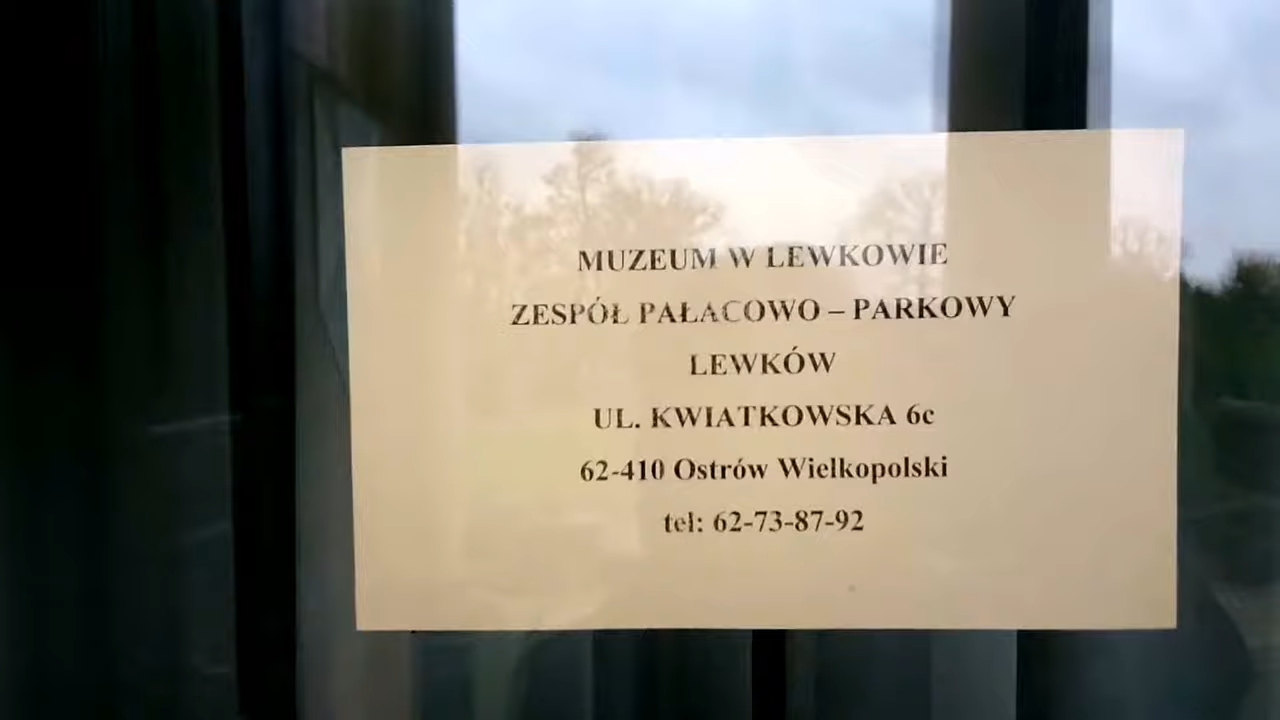 MUZEUM W LEWKOWIE
ZESPÓŁ PAŁACOWO – PARKOWY
LEWKÓW
UL. KWIATKOWSKA 6c
62-410 Ostrów Wielkopolski
tel: 62-73-87-92